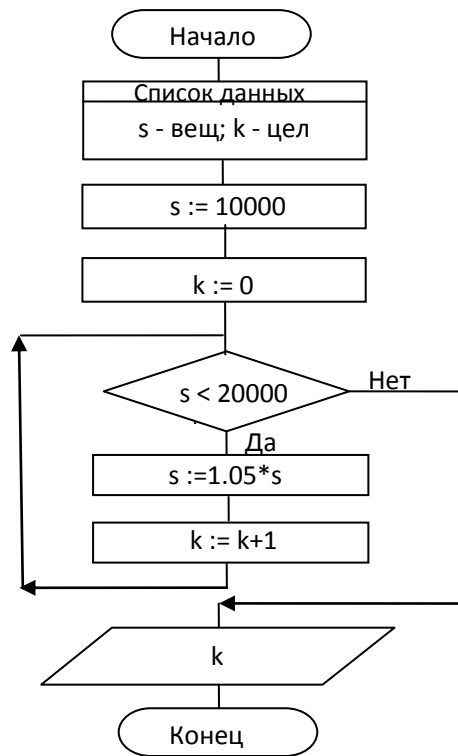 Начало
Список данных
s - вещ; k - цел
s := 10000
k := 0
s < 20000
Нет
Да
s :=1.05*s
k := k+1
k
Конец